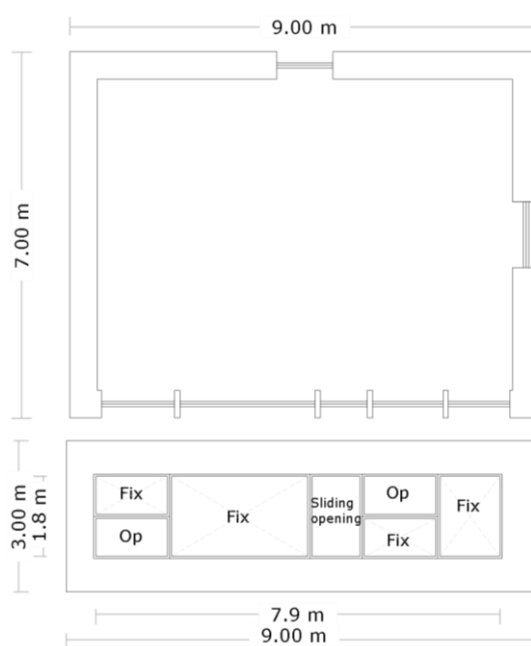 9.00 m
7.00 m
3.00 m
1.8 m
Fix
Op
Fix
Sliding
opening
Op
Fix
Fix
7.9 m
9.00 m